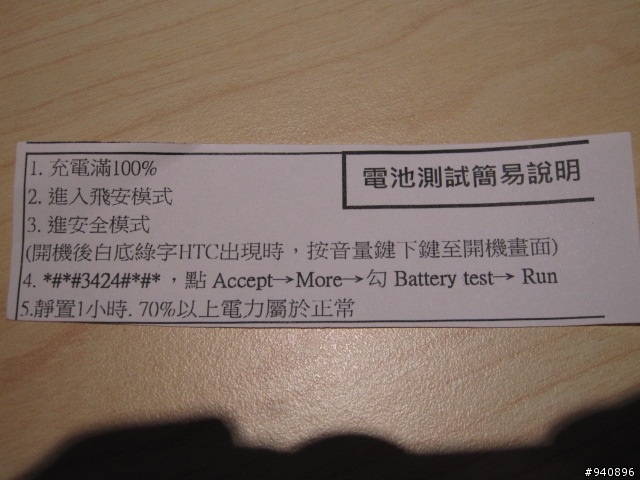 電池測試簡易說明
1. 充電滿100%
2. 進入飛安模式
3. 進安全模式
(開機後白底綠字HTC出現時，按音量鍵下鍵至開機畫面)
4. *#*#3424#*#*，點 Accept→More→勾 Battery test→ Run
5.靜置1小時. 70%以上電力屬於正常
#940896